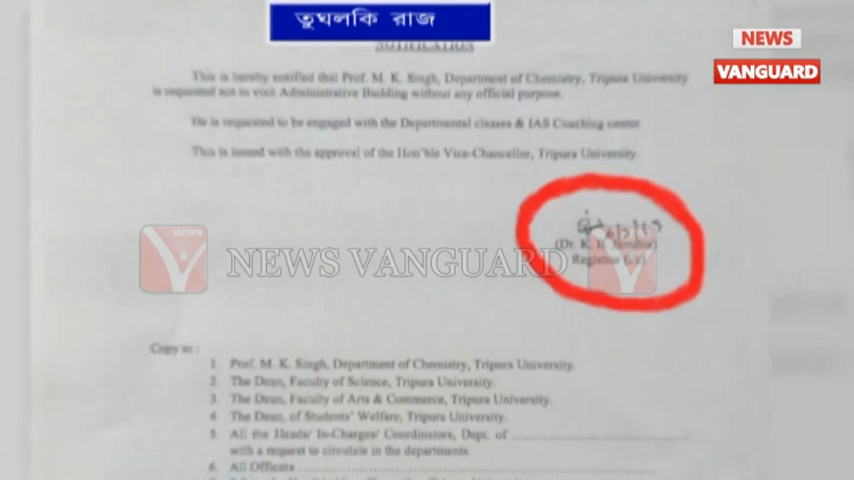 তুঘলকি রাজ
NEWS
VANGUARD
NOTIFICATION
This is hereby notified that Prof. M. K. Singh, Department of Chemistry, Tripura University
is requested not to visit Administrative Building without any official purpose.
He is requested to be engaged with the Departmental classes & IAS Coaching center.
This is issued with the approval of the Hon'ble Vice-Chancellor, Tripura University.
(Dr. K. B.
Registrar
NEWS
NEWS VANGUARD
Copy to :
1. Prof. M. K. Singh, Department of Chemistry, Tripura University.
2. The Dean, Faculty of Science, Tripura University.
3. The Dean, Faculty of Arts & Commerce, Tripura University.
4. The Dean, of Students' Welfare, Tripura University.
5. All the Heads/ In-Charges/ Coordinators, Dept. of ................................
with a request to circulate in the departments.
6. All Officers ................................